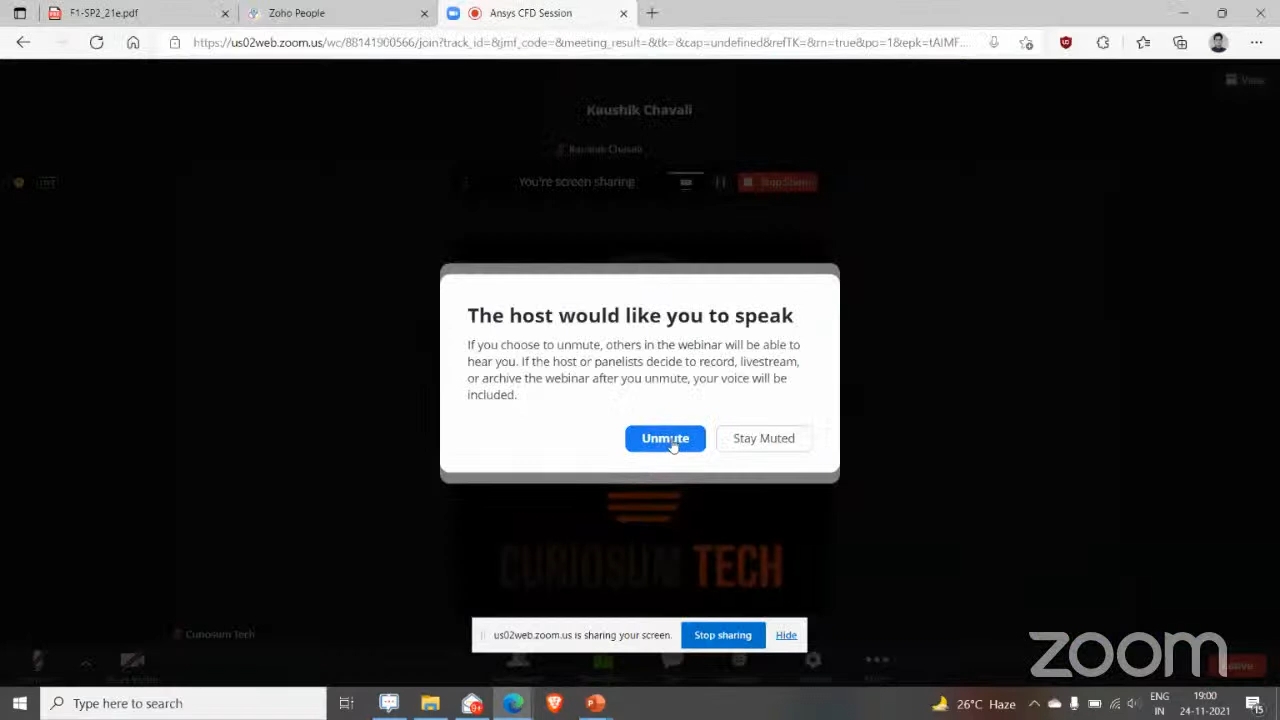 F1-SP2_21e.pdf
Zoho People
Ansys CFD Session
https://us02web.zoom.us/wc/88141900566/join?track_id=&jmf_code=&meeting_result=&tk=&cap=undefined&refTK=&rn=true&po=1&epk=tAIMF...
View
Kaushik Chavali
Kaushik Chavali
LIVE
You're screen sharing
Stop Share
The host would like you to speak
If you choose to unmute, others in the webinar will be able to
hear you. If the host or panelists decide to record, livestream,
or archive the webinar after you unmute, your voice will be
included.
Unmute
Stay Muted
CURIOSUM TECH
Curiosum Tech
us02web.zoom.us is sharing your screen.
Stop sharing
Hide
zoom
Type here to search
26°C Haze
ENG
IN
19:00
24-11-2021
15